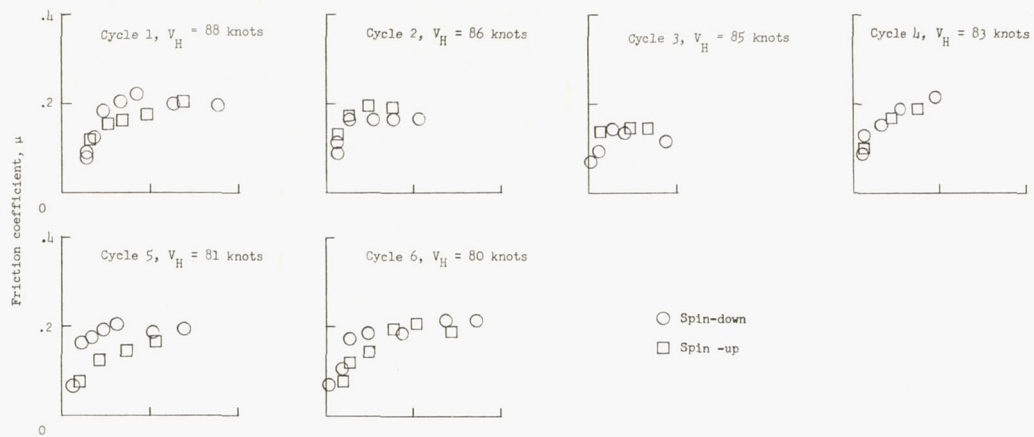 .4
Cycle 1, V_H = 88 knots
Cycle 2, V_H = 86 knots
Cycle 3, V_H = 85 knots
Cycle 4, V_H = 83 knots
.2
0
Friction coefficient, μ
.4
Cycle 5, V_H = 81 knots
Cycle 6, V_H = 80 knots
.2
Spin-down
Spin -up
0